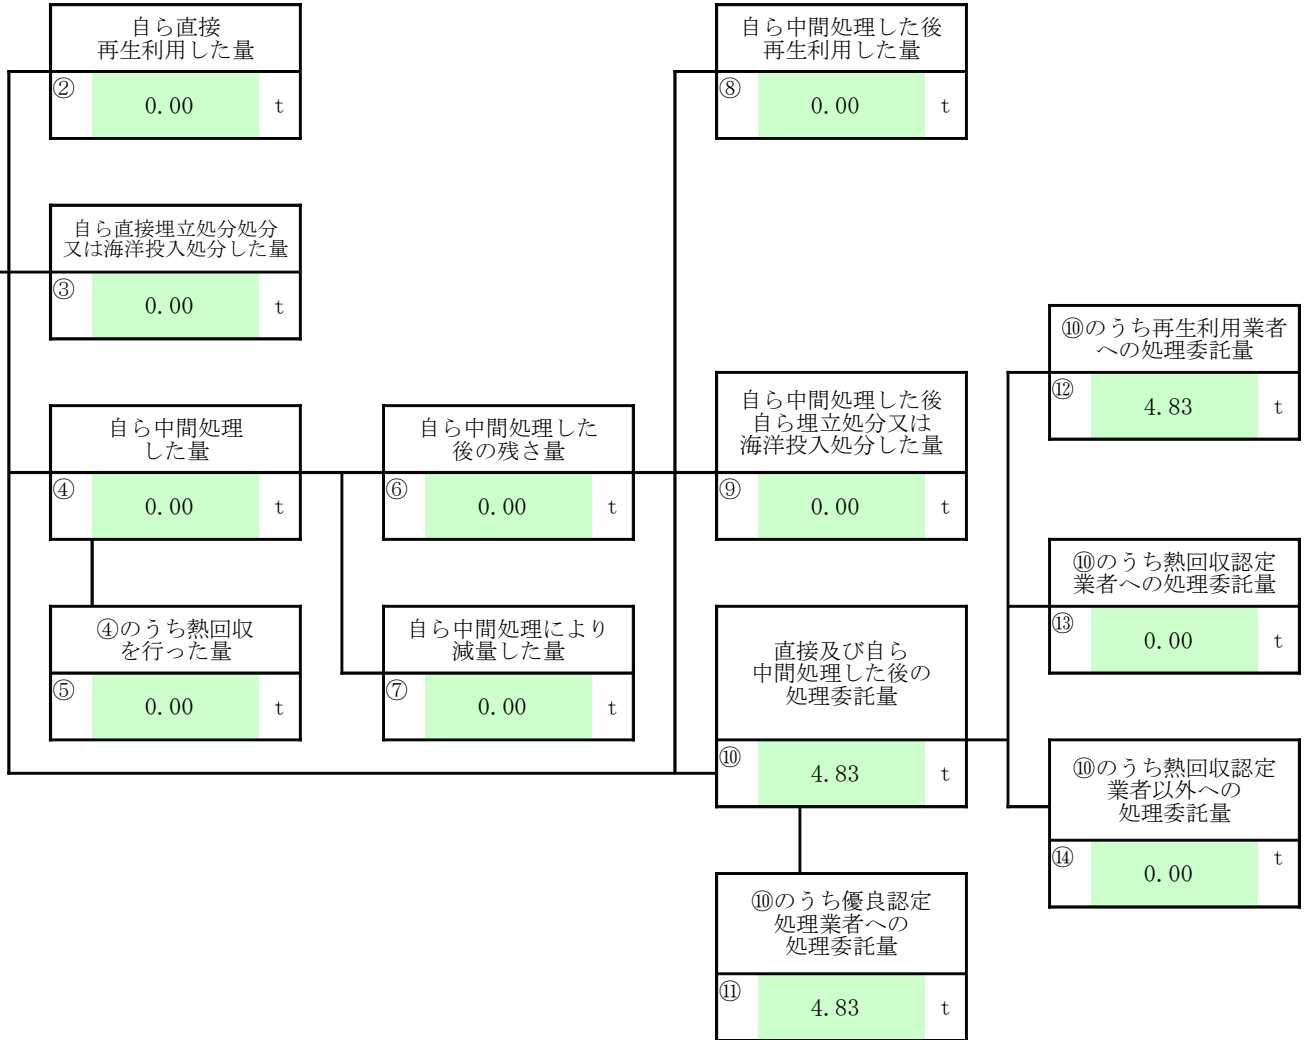 自ら直接
再生利用した量
②
0.00
t
自ら中間処理した後
再生利用した量
⑧
0.00
t
自ら直接埋立処分処分
又は海洋投入処分した量
③
0.00
t
⑩のうち再生利用業者
への処理委託量
⑫
4.83
t
自ら中間処理
した量
④
0.00
t
自ら中間処理した
後の残さ量
⑥
0.00
t
自ら中間処理した後
自ら埋立処分又は
海洋投入処分した量
⑨
0.00
t
⑩のうち熱回収認定
業者への処理委託量
⑬
0.00
t
④のうち熱回収
を行った量
⑤
0.00
t
自ら中間処理により
減量した量
⑦
0.00
t
直接及び自ら
中間処理した後の
処理委託量
⑩
4.83
t
⑩のうち熱回収認定
業者以外への
処理委託量
⑭
0.00
t
⑩のうち優良認定
処理業者への
処理委託量
⑪
4.83
t